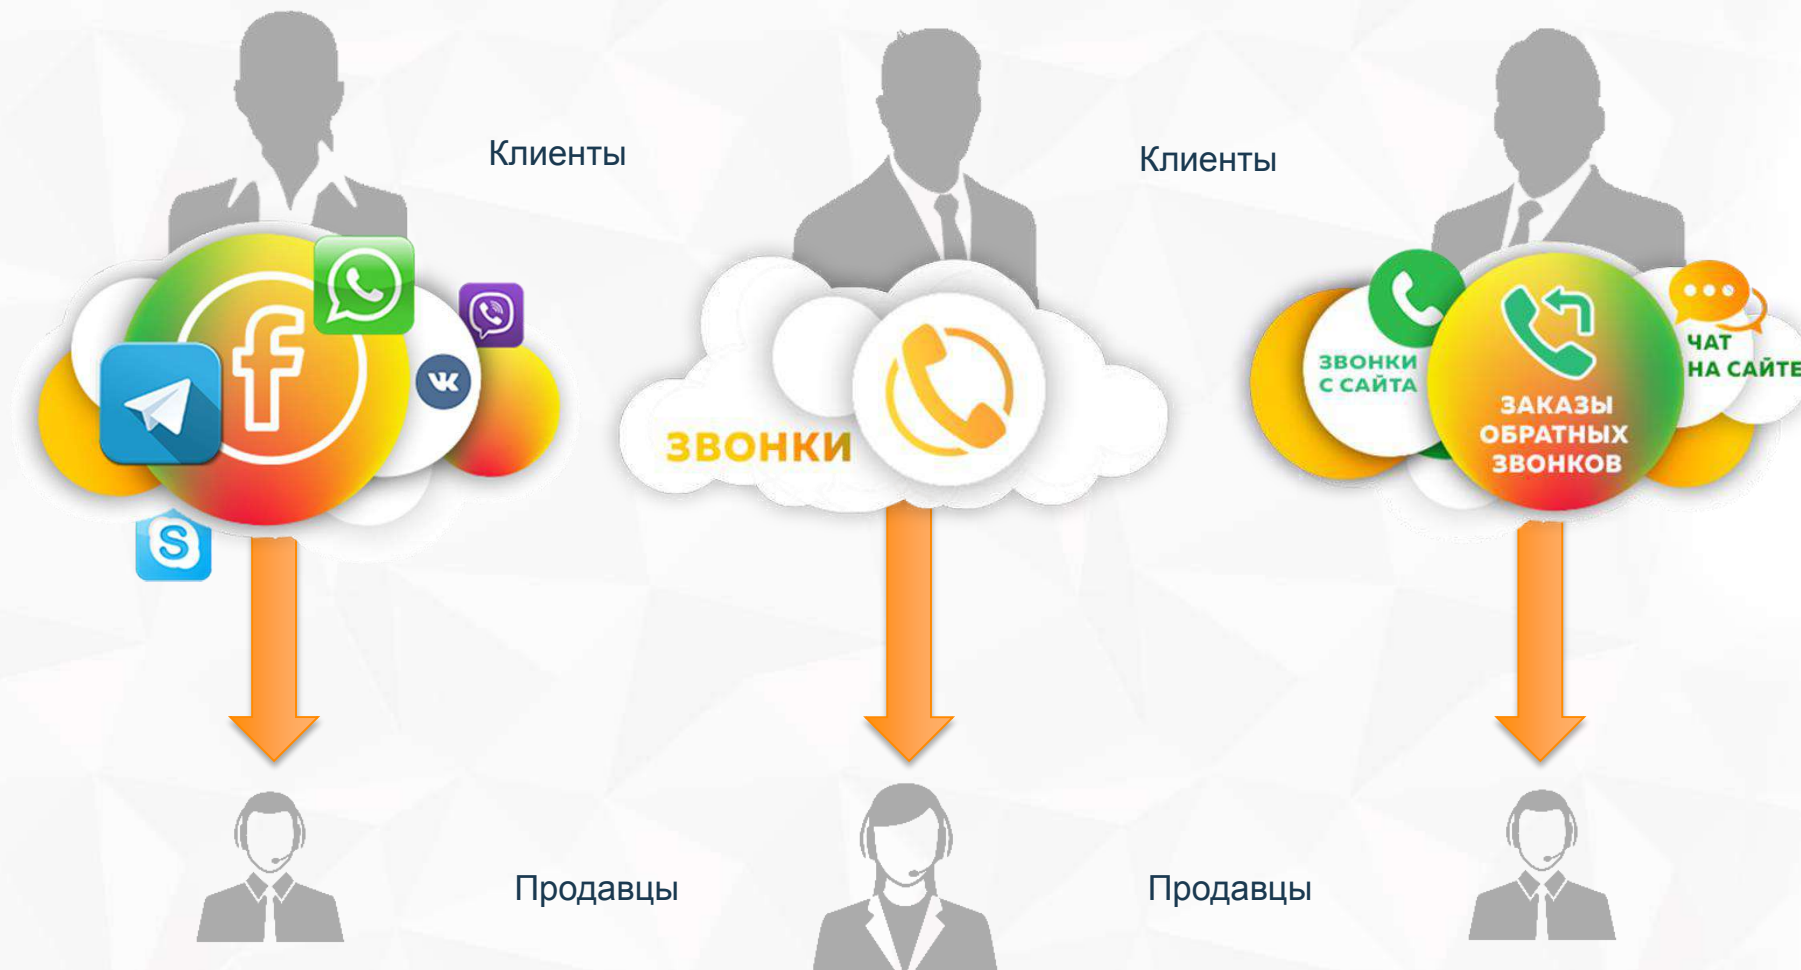 Клиенты
Клиенты
ЗВОНКИ
ЗВОНКИ
С САЙТА
ЗАКАЗЫ
ОБРАТНЫХ
ЗВОНКОВ
ЧАТ
НА САЙТЕ
Продавцы
Продавцы